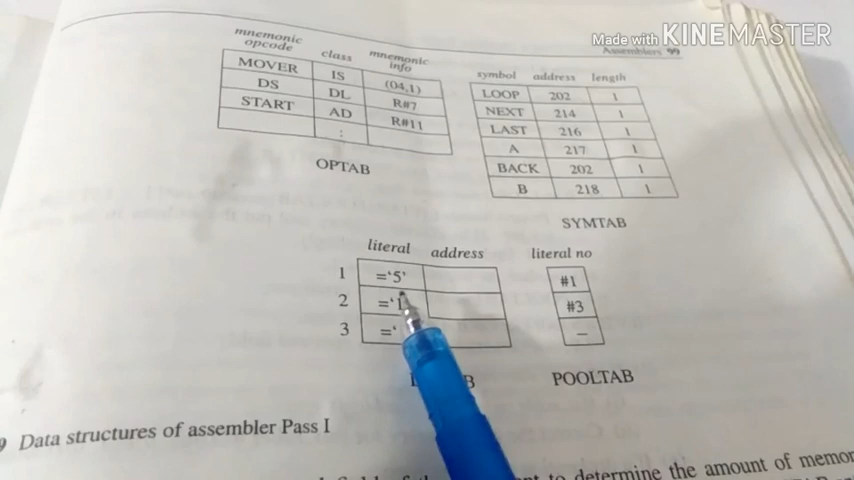 Made with KINEMASTER
Assemblers 99
mnemonic opcode class mnemonic info
MOVER IS (04,1)
DS DL R#7
START AD R#11
:
OPTAB
symbol address length
LOOP 202 1
NEXT 214 1
LAST 216 1
A 217 1
BACK 202 1
B 218 1
SYMTAB
literal address
1 ='5'
2 ='1
3 ='
literal no
#1
#3
–
POOLTAB
9 Data structures of assembler Pass I
to determine the amount of memor